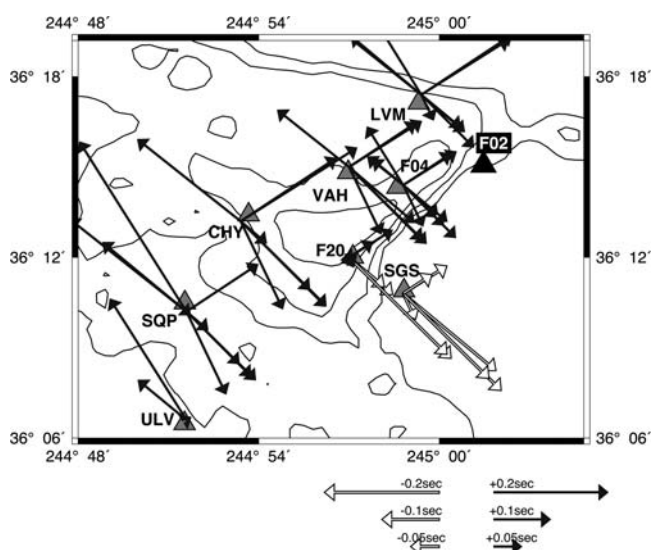 244° 48´ 244° 54´ 245° 00´
36° 18´ 36° 18´
LVM
F02
F04
VAH
CHY
36° 12´ 36° 12´
F20
SGS
SQP
ULV
36° 06´ 36° 06´
244° 48´ 244° 54´ 245° 00´
-0.2sec +0.2sec
-0.1sec +0.1sec
-0.05sec +0.05sec